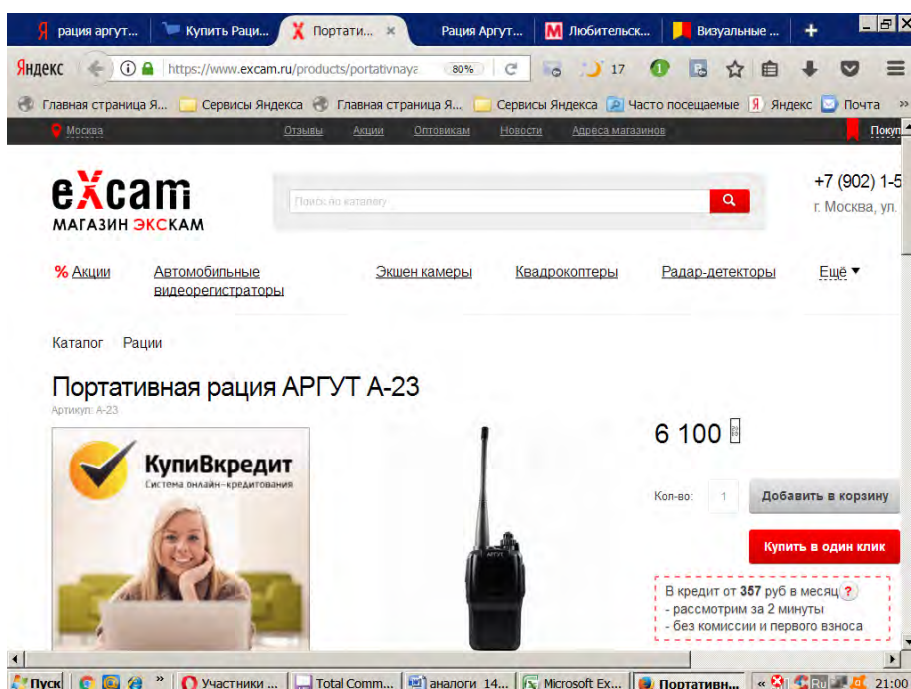 Я рация аргут...
Купить Раци...
Портати...
Рация Аргут...
М Любительск...
Визуальные ...
Яндекс
https://www.excam.ru/products/portativnaya
80%
17
1
Главная страница Я...
Сервисы Яндекса
Главная страница Я...
Сервисы Яндекса
Часто посещаемые
Я Яндекс
Почта
Москва
Отзывы
Акции
Оптовикам
Новости
Адреса магазинов
Покуп
eXcam
МАГАЗИН ЭКСКАМ
Поиск по каталогу
+7 (902) 1-5
г. Москва, ул.
% Акции
Автомобильные
видеорегистраторы
Экшен камеры
Квадрокоптеры
Радар-детекторы
Ещё
Каталог Рации
Портативная рация АРГУТ А-23
Артикул: А-23
КупиВкредит
Система онлайн-кредитования
АРГУТ
6 100
Кол-во: 1
Добавить в корзину
Купить в один клик
В кредит от 357 руб в месяц ?
- рассмотрим за 2 минуты
- без комиссии и первого взноса
Пуск
Участники ...
Total Comm...
аналоги 14...
Microsoft Ex...
Портативн...
Ru
21:00